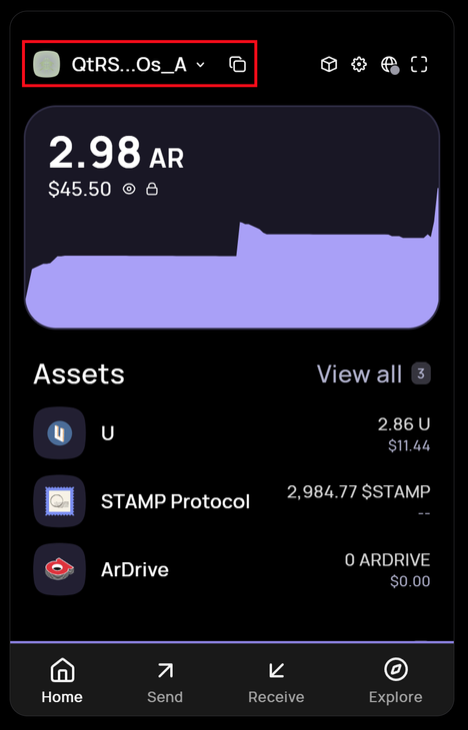 QtRS...Os_A
2.98 AR
$45.50
Assets
View all 3
U
2.86 U
$11.44
STAMP Protocol
2,984.77 $STAMP
--
ArDrive
0 ARDRIVE
$0.00
Home
Send
Receive
Explore